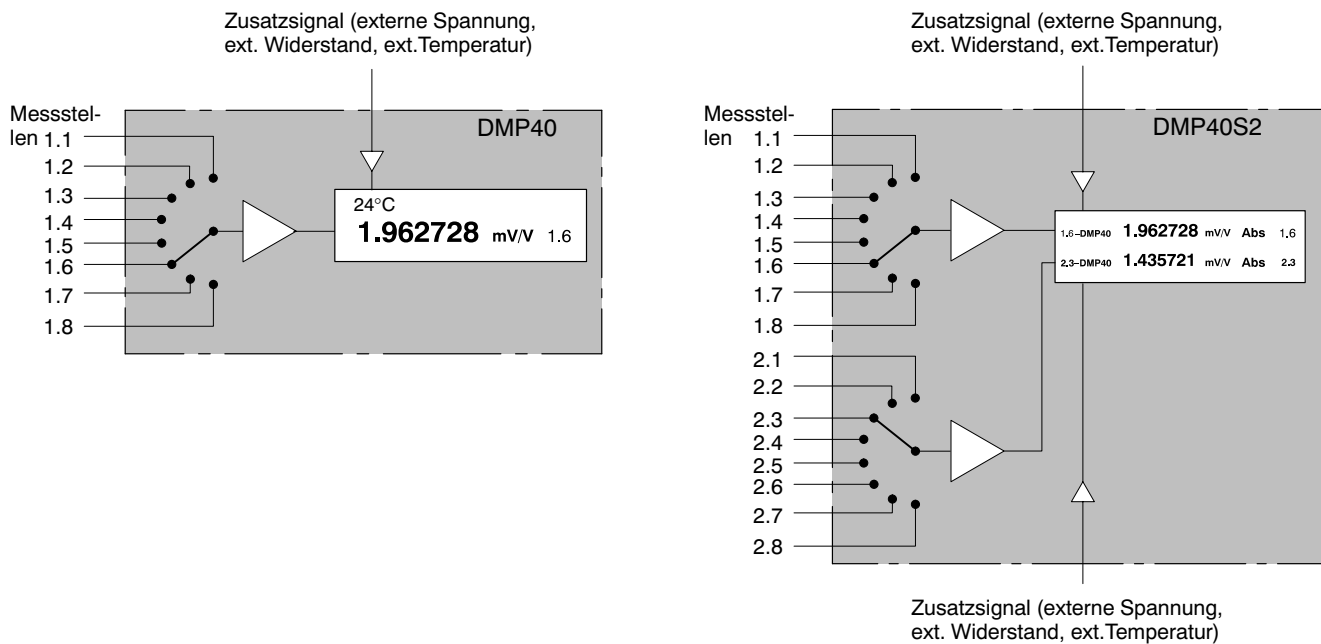 Zusatzsignal (externe Spannung,
ext. Widerstand, ext.Temperatur)
Messstel-
len 1.1
1.2
1.3
1.4
1.5
1.6
1.7
1.8
DMP40
24°C
1.962728 mV/V 1.6
Zusatzsignal (externe Spannung,
ext. Widerstand, ext.Temperatur)
Messstel-
len 1.1
1.2
1.3
1.4
1.5
1.6
1.7
1.8
2.1
2.2
2.3
2.4
2.5
2.6
2.7
2.8
DMP40S2
1.6–DMP40 1.962728 mV/V Abs 1.6
2.3–DMP40 1.435721 mV/V Abs 2.3
Zusatzsignal (externe Spannung,
ext. Widerstand, ext.Temperatur)